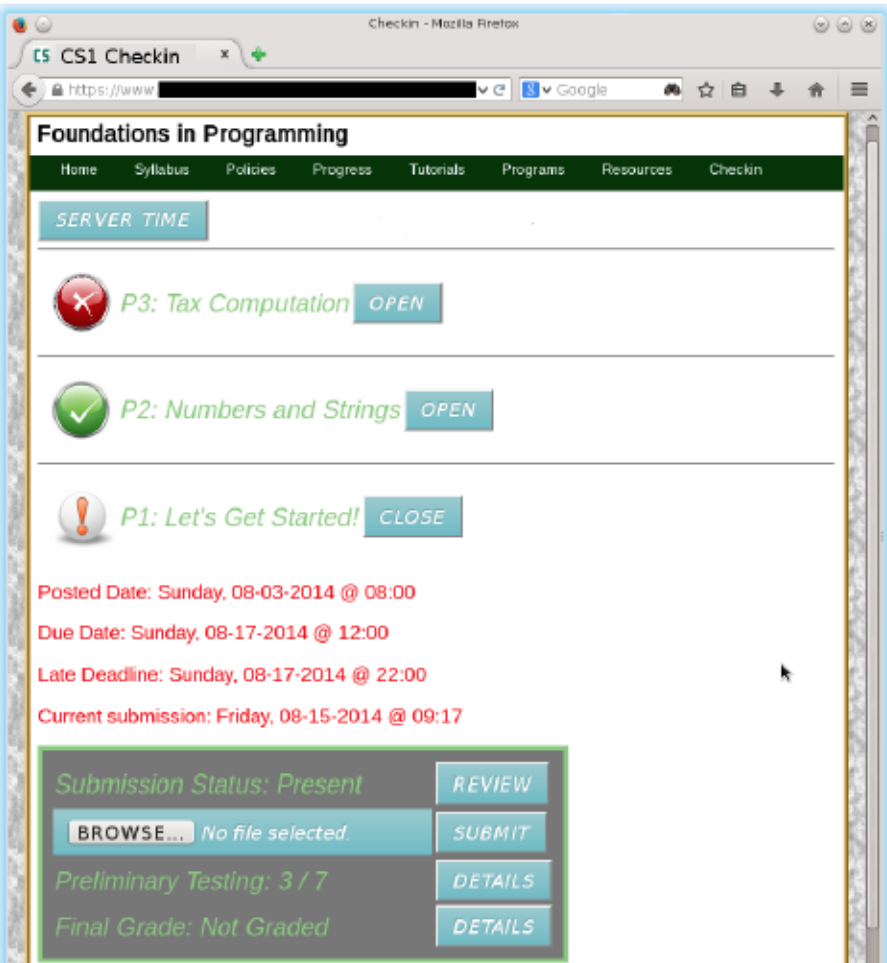 Checkin - Mozilla Firefox
CS CS1 Checkin x
https://www. Google
Foundations in Programming
Home Syllabus Policies Progress Tutorials Programs Resources Checkin
SERVER TIME
P3: Tax Computation OPEN
P2: Numbers and Strings OPEN
P1: Let's Get Started! CLOSE
Posted Date: Sunday, 08-03-2014 @ 08:00
Due Date: Sunday, 08-17-2014 @ 12:00
Late Deadline: Sunday, 08-17-2014 @ 22:00
Current submission: Friday, 08-15-2014 @ 09:17
Submission Status: Present REVIEW
BROWSE... No file selected. SUBMIT
Preliminary Testing: 3 / 7 DETAILS
Final Grade: Not Graded DETAILS